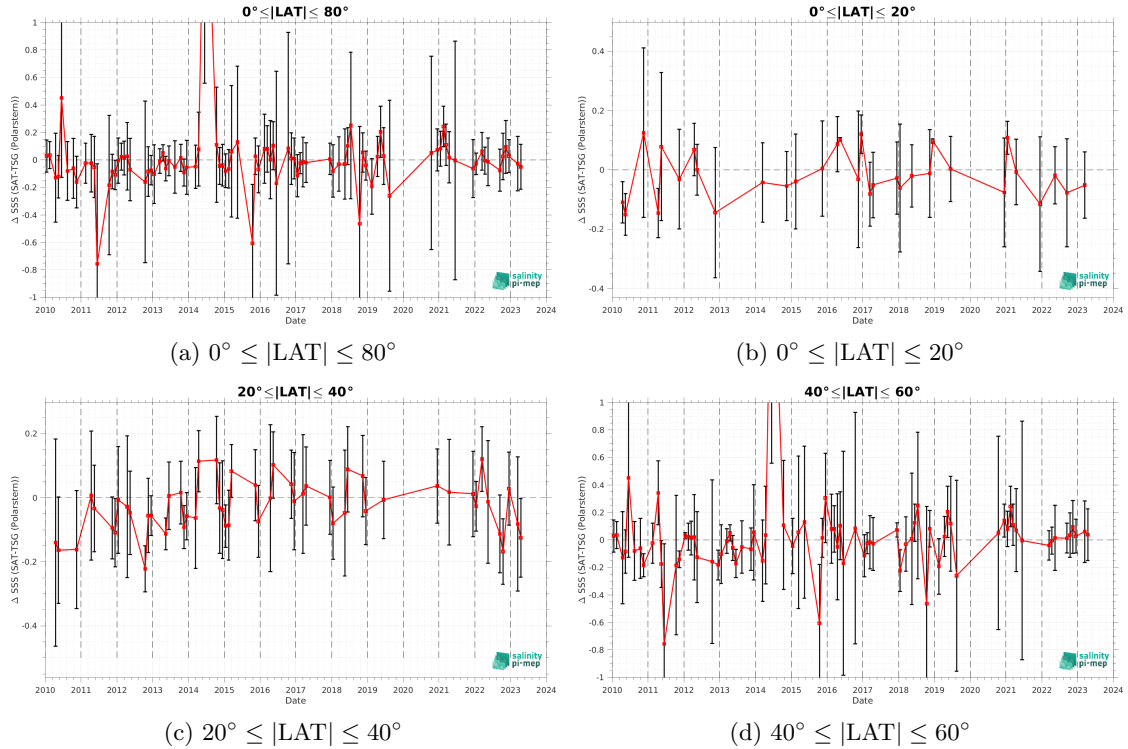 0°≤|LAT|≤ 80°
Δ SSS (SAT-TSG (Polarstern))
1
0.8
0.6
0.4
0.2
0
-0.2
-0.4
-0.6
-0.8
-1
2010 2011 2012 2013 2014 2015 2016 2017 2018 2019 2020 2021 2022 2023 2024
Date
salinity
pi-mep
(a) 0° ≤ |LAT| ≤ 80°
0°≤|LAT|≤ 20°
Δ SSS (SAT-TSG (Polarstern))
0.4
0.2
0
-0.2
-0.4
2010 2011 2012 2013 2014 2015 2016 2017 2018 2019 2020 2021 2022 2023 2024
Date
salinity
pi-mep
(b) 0° ≤ |LAT| ≤ 20°
20°≤|LAT|≤ 40°
Δ SSS (SAT-TSG (Polarstern))
0.2
0
-0.2
-0.4
2010 2011 2012 2013 2014 2015 2016 2017 2018 2019 2020 2021 2022 2023 2024
Date
salinity
pi-mep
(c) 20° ≤ |LAT| ≤ 40°
40°≤|LAT|≤ 60°
Δ SSS (SAT-TSG (Polarstern))
1
0.8
0.6
0.4
0.2
0
-0.2
-0.4
-0.6
-0.8
-1
2010 2011 2012 2013 2014 2015 2016 2017 2018 2019 2020 2021 2022 2023 2024
Date
salinity
pi-mep
(d) 40° ≤ |LAT| ≤ 60°